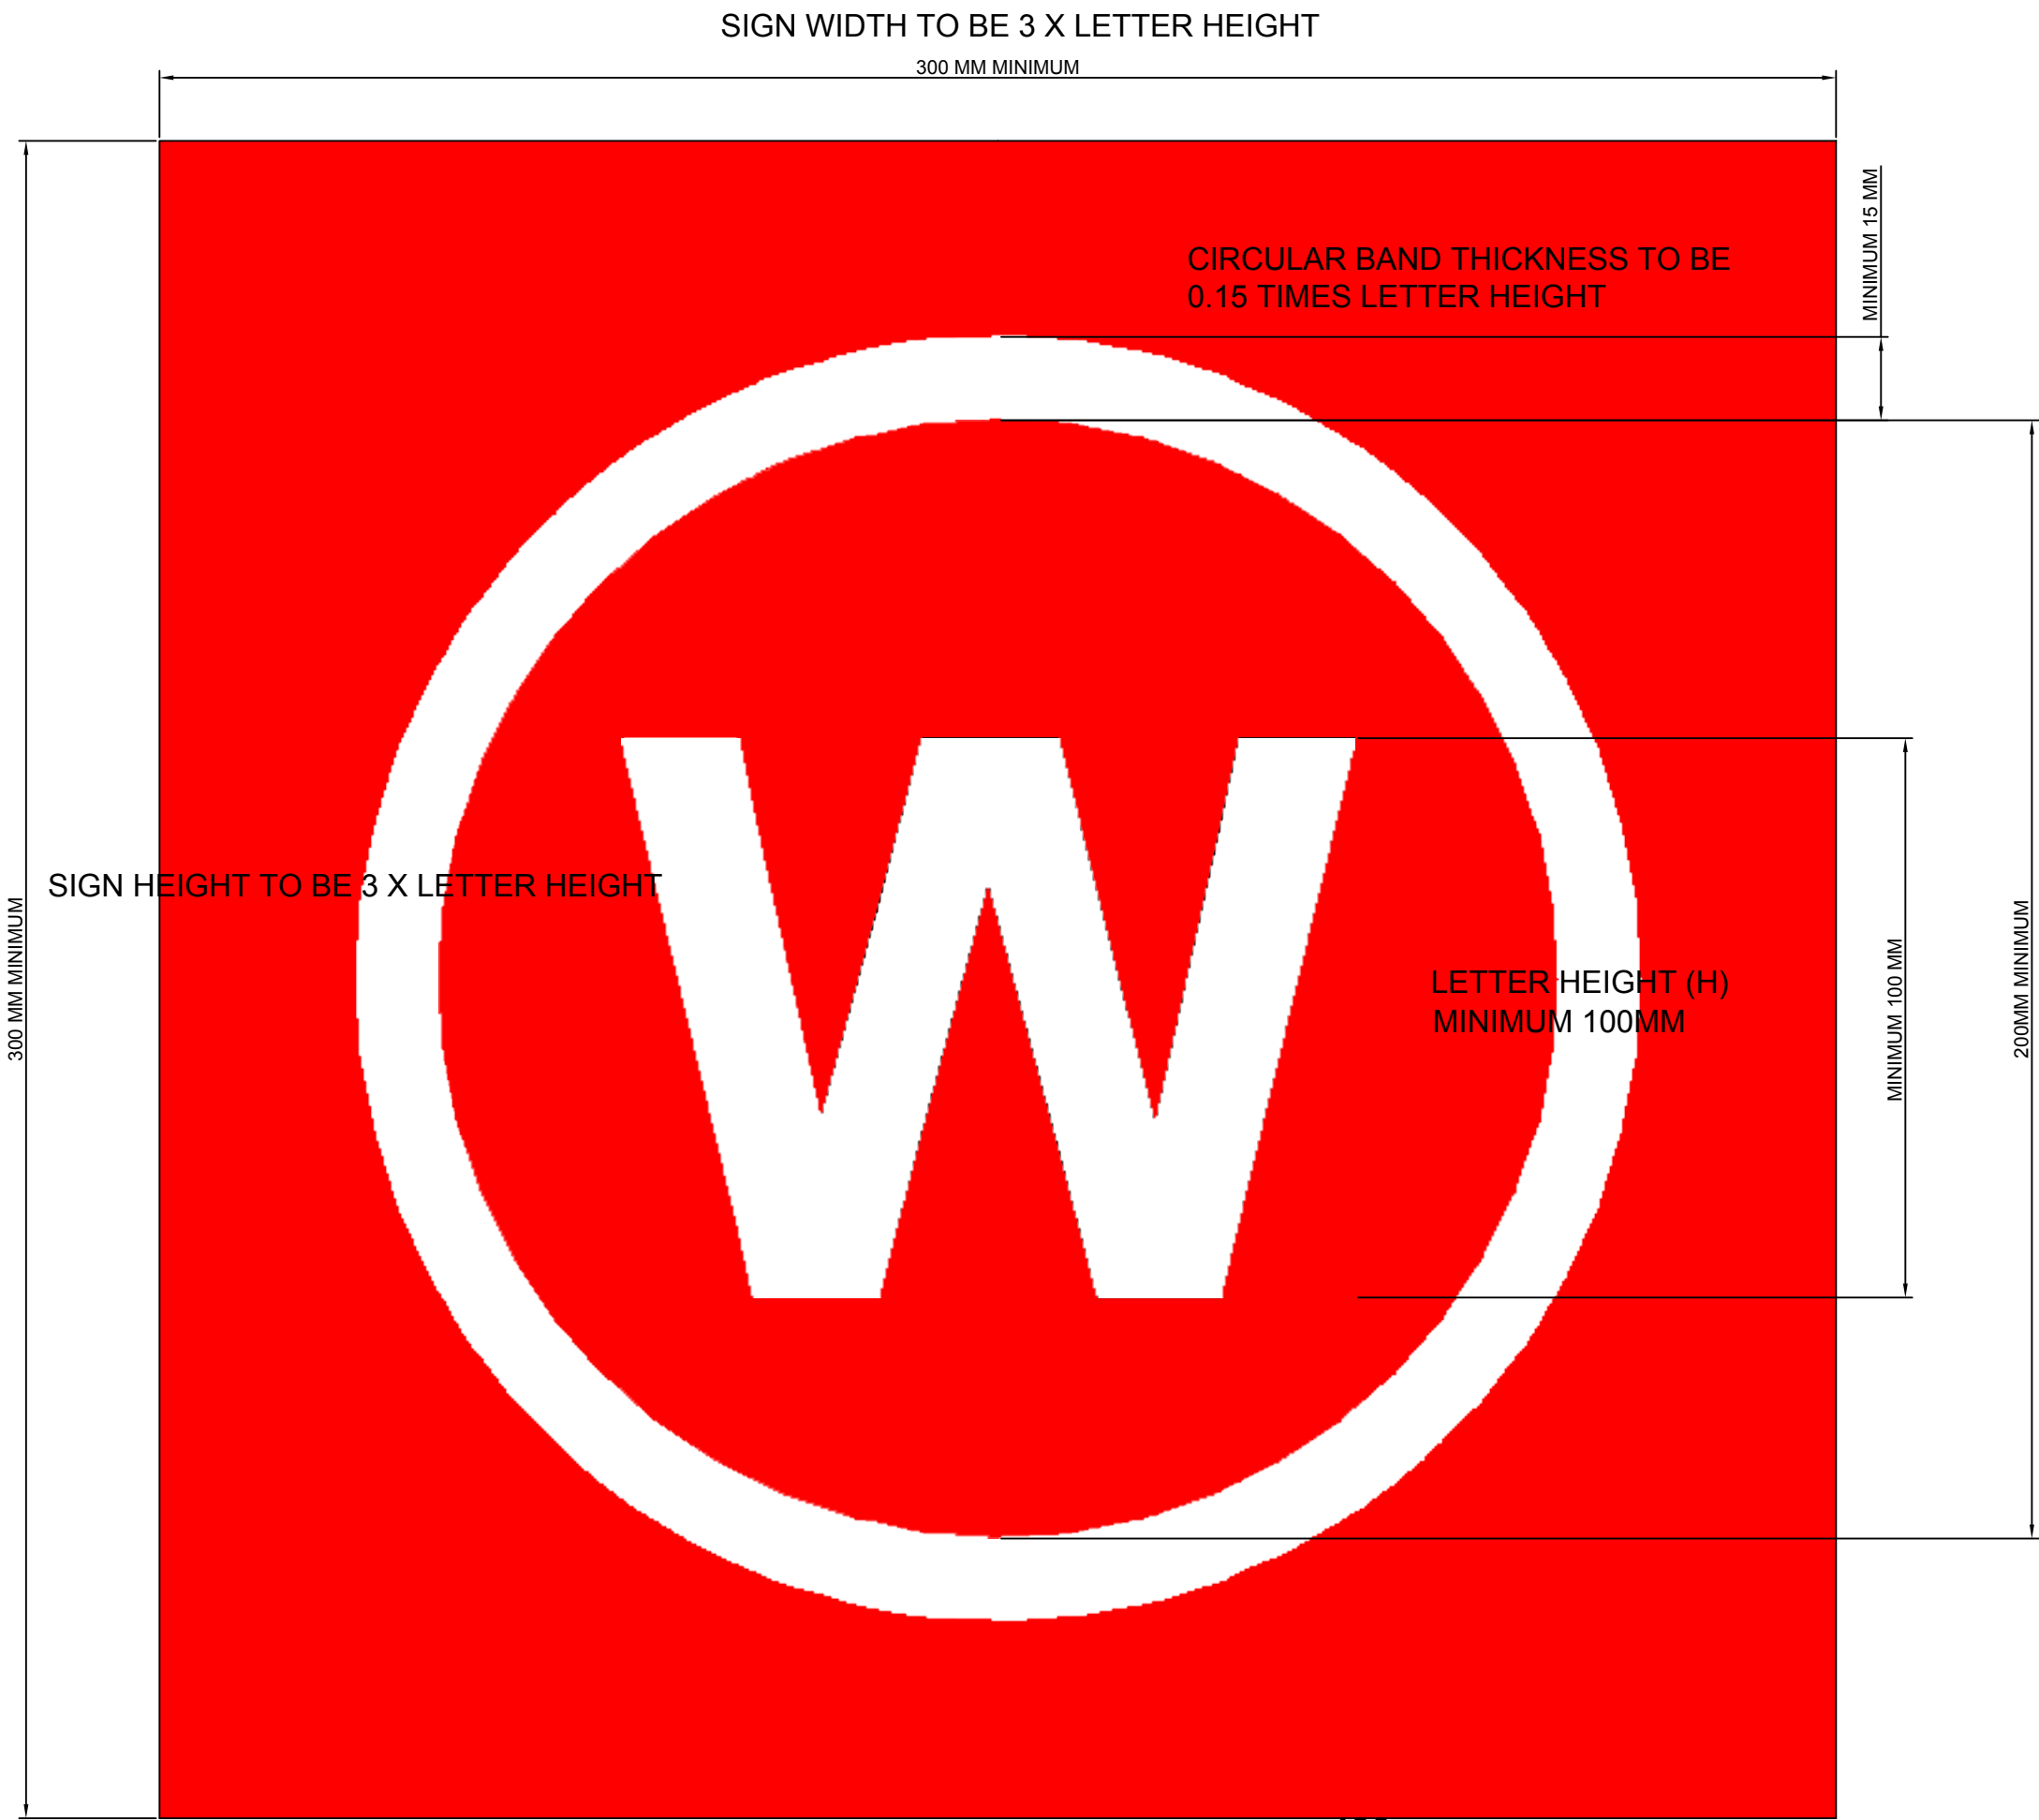 SIGN WIDTH TO BE 3 X LETTER HEIGHT
300 MM MINIMUM
MINIMUM 15 MM
CIRCULAR BAND THICKNESS TO BE
0.15 TIMES LETTER HEIGHT
W
SIGN HEIGHT TO BE 3 X LETTER HEIGHT
300 MM MINIMUM
LETTER HEIGHT (H)
MINIMUM 100MM
MINIMUM 100 MM
200MM MINIMUM